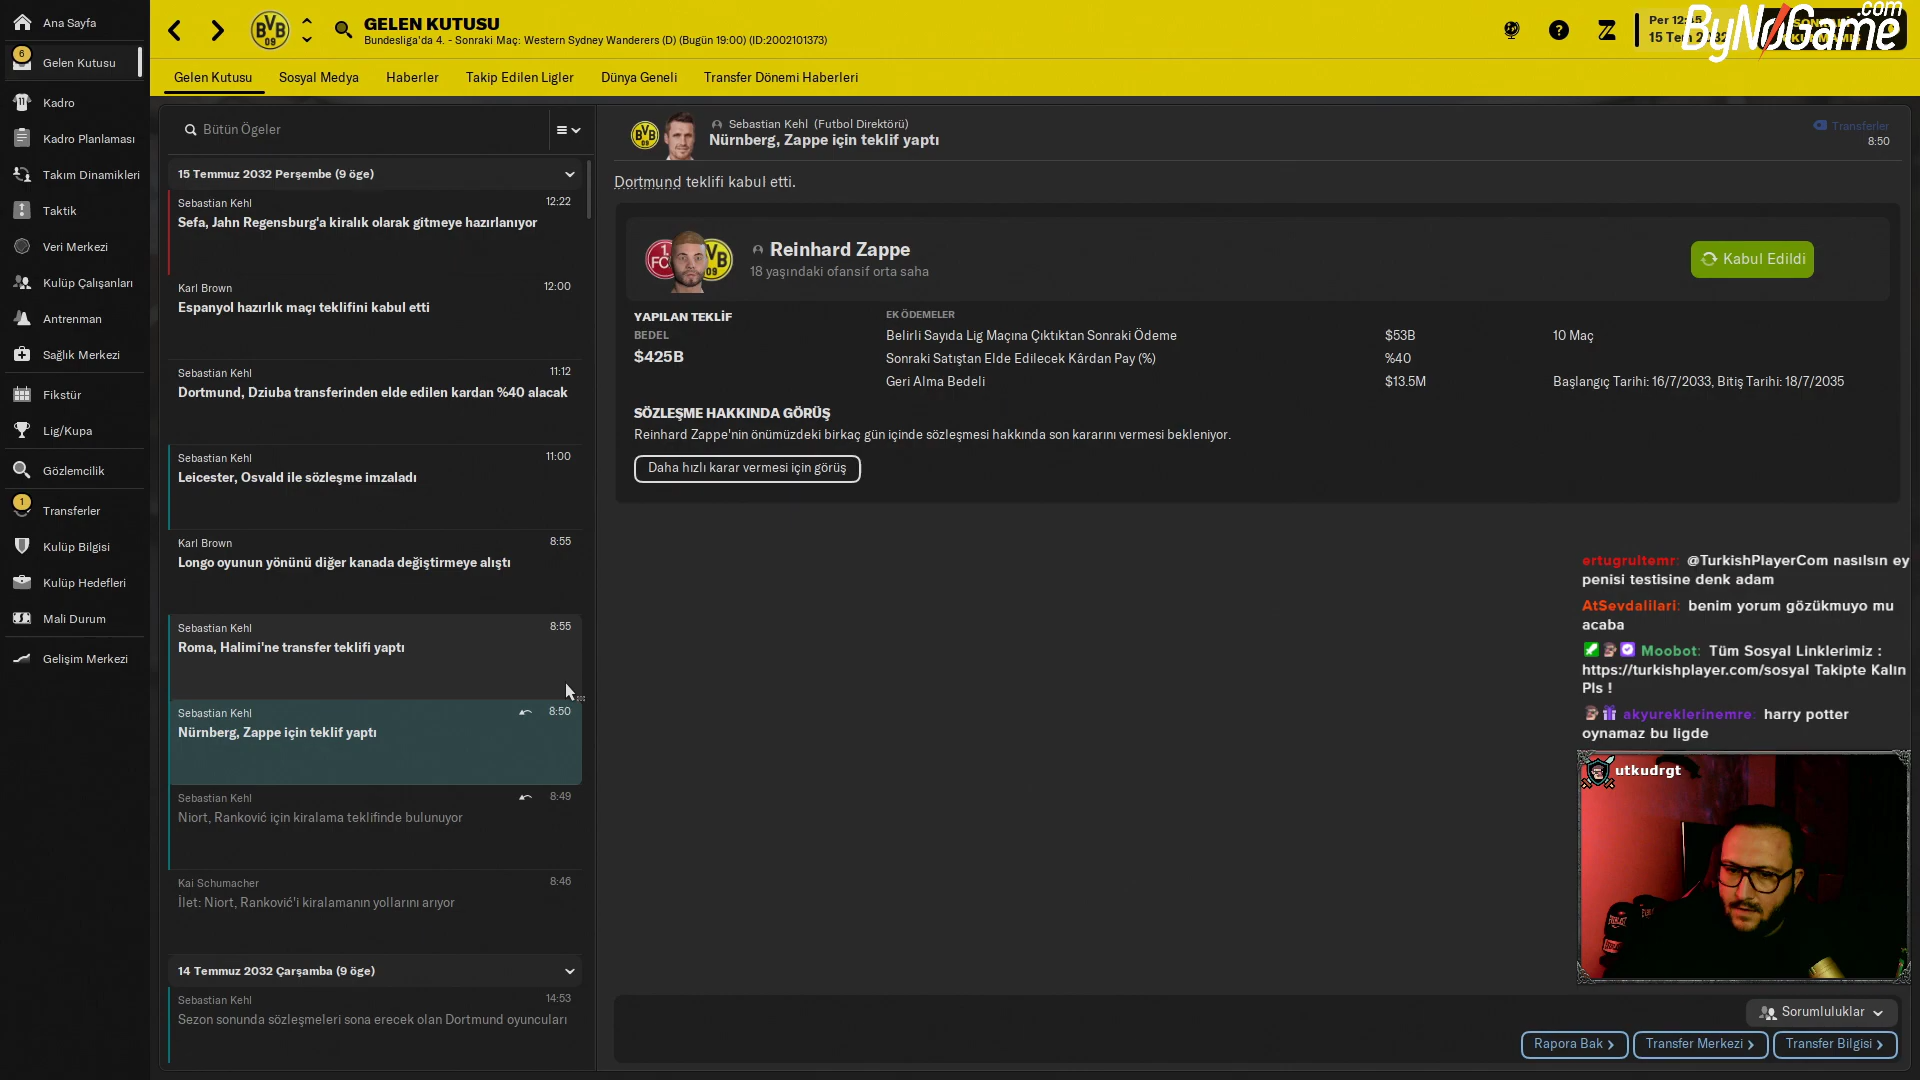 Ana Sayfa
6
Gelen Kutusu
Kadro
Kadro Planlaması
Takım Dinamikleri
Taktik
Veri Merkezi
Kulüp Çalışanları
Antrenman
Sağlık Merkezi
Fikstür
Lig/Kupa
Gözlemcilik
1
Transferler
Kulüp Bilgisi
Kulüp Hedefleri
Mali Durum
Gelişim Merkezi
BVB
09
GELEN KUTUSU
Bundesliga'da 4. - Sonraki Maç: Western Sydney Wanderers (D) (Bugün 19:00) (ID:2002101373)
ByNoGame
.com
Gelen Kutusu
Sosyal Medya
Haberler
Takip Edilen Ligler
Dünya Geneli
Transfer Dönemi Haberleri
Bütün Ögeler
15 Temmuz 2032 Perşembe (9 öge)
Sebastian Kehl 12:22
Sefa, Jahn Regensburg'a kiralık olarak gitmeye hazırlanıyor
Karl Brown 12:00
Espanyol hazırlık maçı teklifini kabul etti
Sebastian Kehl 11:12
Dortmund, Dziuba transferinden elde edilen kardan %40 alacak
Sebastian Kehl 11:00
Leicester, Osvald ile sözleşme imzaladı
Karl Brown 8:55
Longo oyunun yönünü diğer kanada değiştirmeye alıştı
Sebastian Kehl 8:55
Roma, Halimi'ne transfer teklifi yaptı
Sebastian Kehl 8:50
Nürnberg, Zappe için teklif yaptı
Sebastian Kehl 8:49
Niort, Ranković için kiralama teklifinde bulunuyor
Kai Schumacher 8:46
İlet: Niort, Ranković'i kiralamanın yollarını arıyor
14 Temmuz 2032 Çarşamba (9 öge)
Sebastian Kehl 14:53
Sezon sonunda sözleşmeleri sona erecek olan Dortmund oyuncuları
Sebastian Kehl (Futbol Direktörü)
Nürnberg, Zappe için teklif yaptı
Transferler
8:50
Dortmund teklifi kabul etti.
Reinhard Zappe
18 yaşındaki ofansif orta saha
Kabul Edildi
YAPILAN TEKLİF
BEDEL
$425B
EK ÖDEMELER
Belirli Sayıda Lig Maçına Çıktıktan Sonraki Ödeme $53B 10 Maç
Sonraki Satıştan Elde Edilecek Kârdan Pay (%) %40
Geri Alma Bedeli $13.5M Başlangıç Tarihi: 16/7/2033, Bitiş Tarihi: 18/7/2035
SÖZLEŞME HAKKINDA GÖRÜŞ
Reinhard Zappe'nin önümüzdeki birkaç gün içinde sözleşmesi hakkında son kararını vermesi bekleniyor.
Daha hızlı karar vermesi için görüş
ertugrultemr: @TurkishPlayerCom nasılsın ey
penisi testisine denk adam
AtSevdalilari: benim yorum gözükmuyo mu
acaba
Moobot: Tüm Sosyal Linklerimiz :
https://turkishplayer.com/sosyal Takipte Kalın
Pls !
akyureklerinemre: harry potter
oynamaz bu ligde
utkudrgt
Sorumluluklar
Rapora Bak
Transfer Merkezi
Transfer Bilgisi